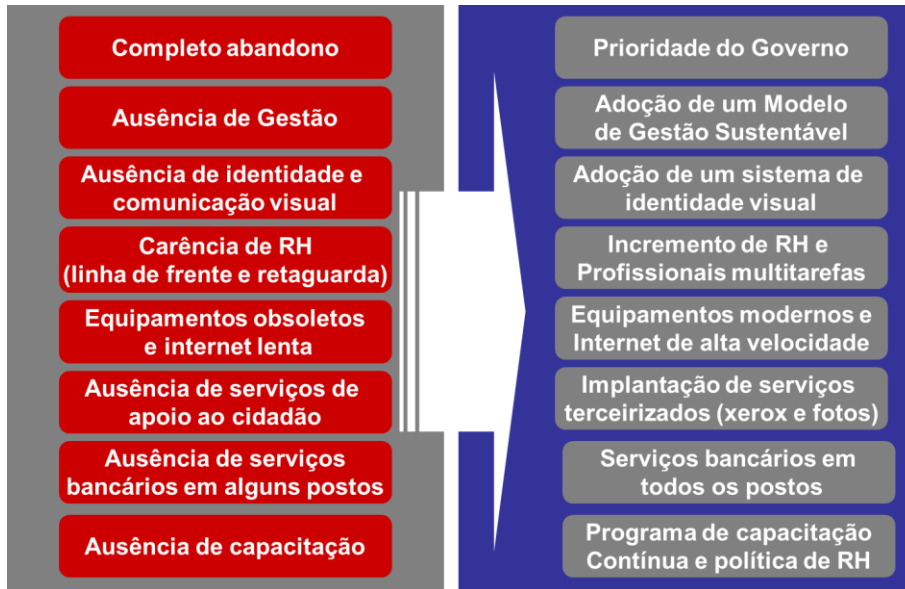 Completo abandono
Ausência de Gestão
Ausência de identidade e
comunicação visual
Carência de RH
(linha de frente e retaguarda)
Equipamentos obsoletos
e internet lenta
Ausência de serviços de
apoio ao cidadão
Ausência de serviços
bancários em alguns postos
Ausência de capacitação
Prioridade do Governo
Adoção de um Modelo
de Gestão Sustentável
Adoção de um sistema de
identidade visual
Incremento de RH e
Profissionais multitarefas
Equipamentos modernos e
Internet de alta velocidade
Implantação de serviços
terceirizados (xerox e fotos)
Serviços bancários em
todos os postos
Programa de capacitação
Contínua e política de RH